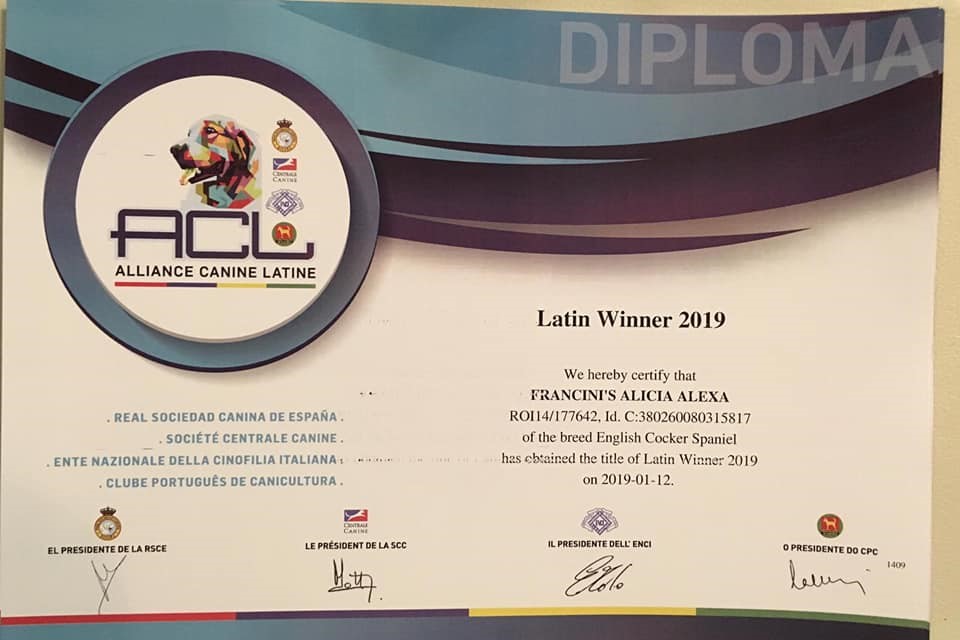 DIPLOMA
CENTRALE
CANINE
ACL
ALLIANCE CANINE LATINE
Latin Winner 2019
We hereby certify that
FRANCINI'S ALICIA ALEXA
ROI14/177642, Id. C:380260080315817
of the breed English Cocker Spaniel
has obtained the title of Latin Winner 2019
on 2019-01-12.
. REAL SOCIEDAD CANINA DE ESPAÑA .
. SOCIÉTÉ CENTRALE CANINE .
. ENTE NAZIONALE DELLA CINOFILIA ITALIANA .
. CLUBE PORTUGUÊS DE CANICULTURA .
EL PRESIDENTE DE LA RSCE
CENTRALE
CANINE
LE PRÉSIDENT DE LA SCC
IL PRESIDENTE DELL' ENCI
O PRESIDENTE DO CPC
1409